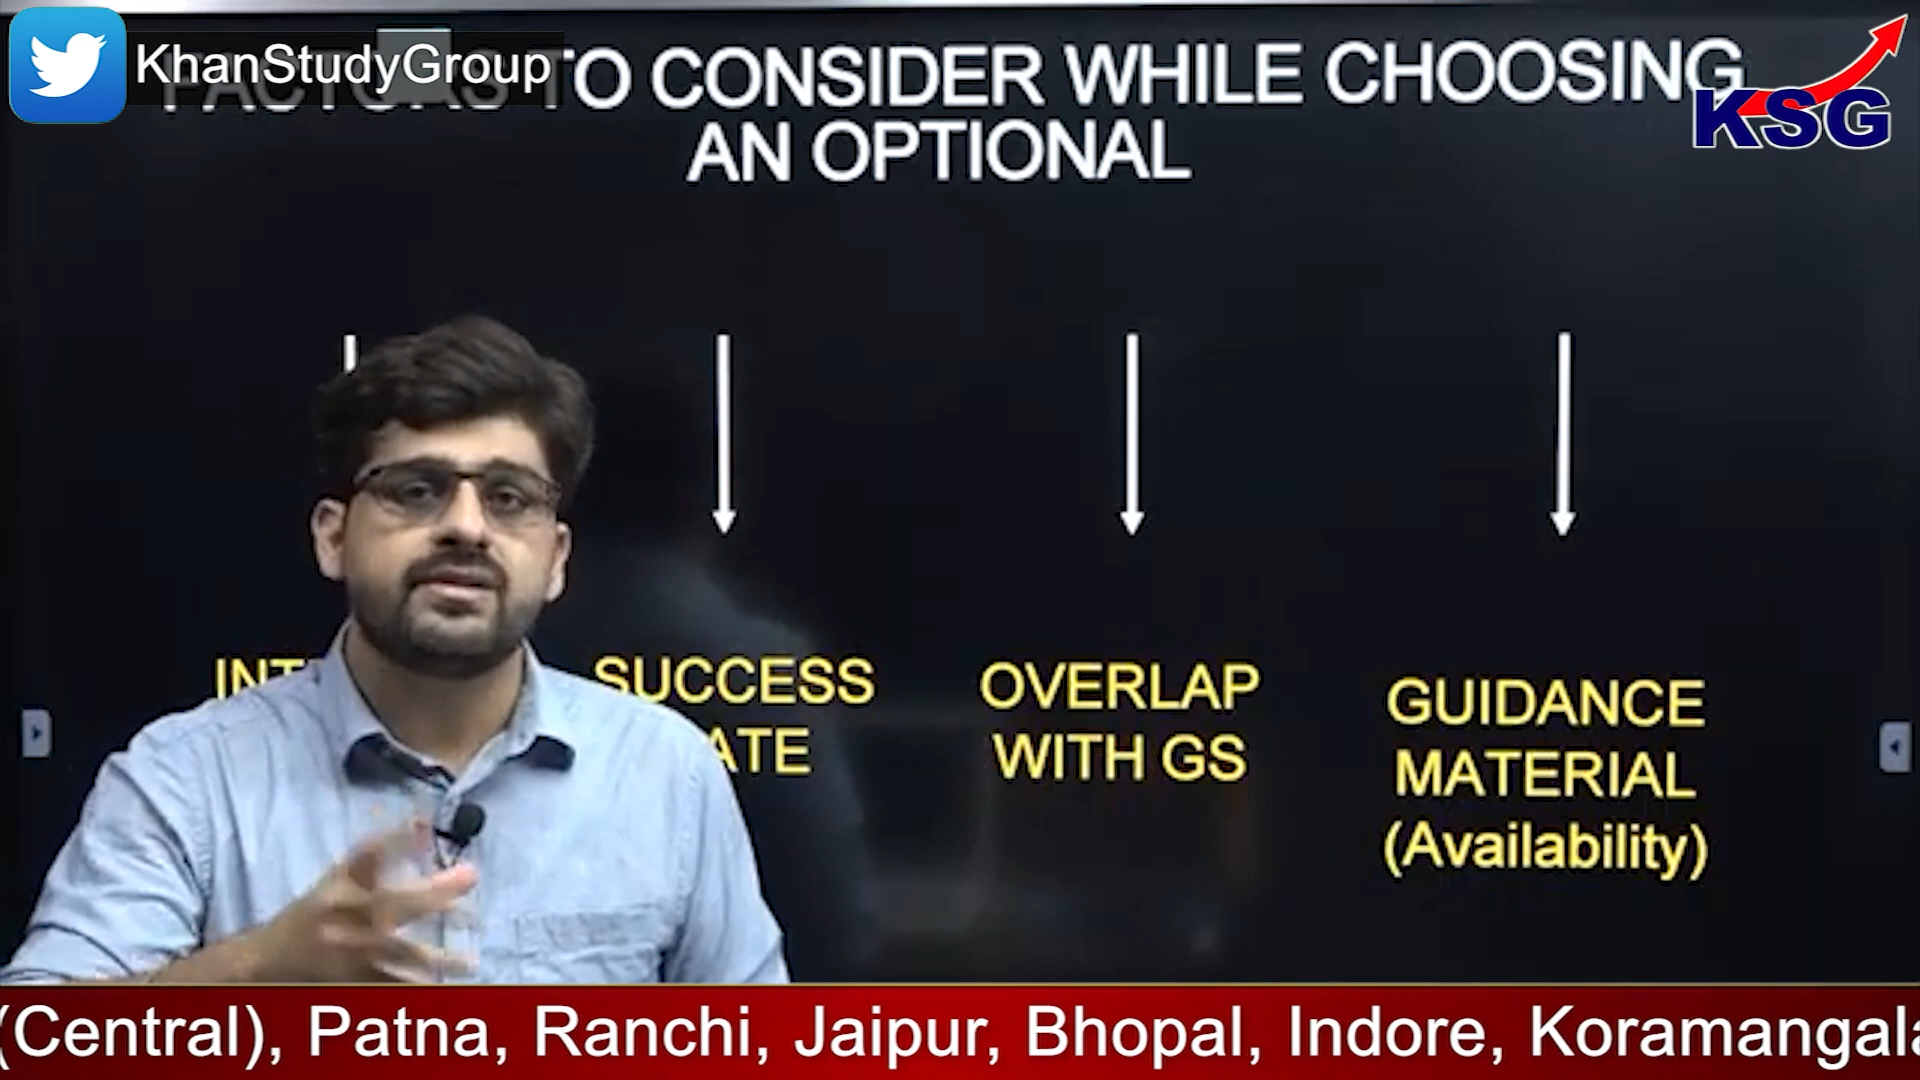 KhanStudyGroup
TO CONSIDER WHILE CHOOSING
AN OPTIONAL
KSG
SUCCESS
OVERLAP
WITH GS
GUIDANCE
MATERIAL
(Availability)
(Central), Patna, Ranchi, Jaipur, Bhopal, Indore, Koramangala